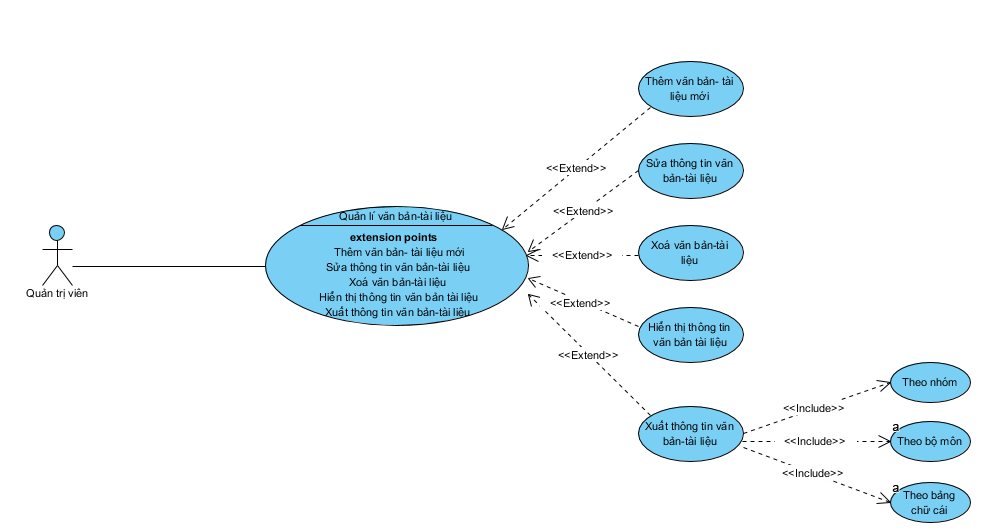 Thêm văn bản- tài
liệu mới
<<Extend>>
Sửa thông tin văn
bản-tài liệu
<<Extend>>
Quản lí văn bản-tài liệu
extension points
Thêm văn bản- tài liệu mới
Sửa thông tin văn bản-tài liệu
Xoá văn bản-tài liệu
Hiển thị thông tin văn bản tài liệu
Xuất thông tin văn bản-tài liệu
Quản trị viên
Xoá văn bản-tài
liệu
<<Extend>>
Hiển thị thông tin
văn bản tài liệu
<<Extend>>
<<Extend>>
Xuất thông tin văn
bản-tài liệu
Theo nhóm
<<Include>>
a
Theo bộ môn
<<Include>>
<<Include>>
a
Theo bảng
chữ cái